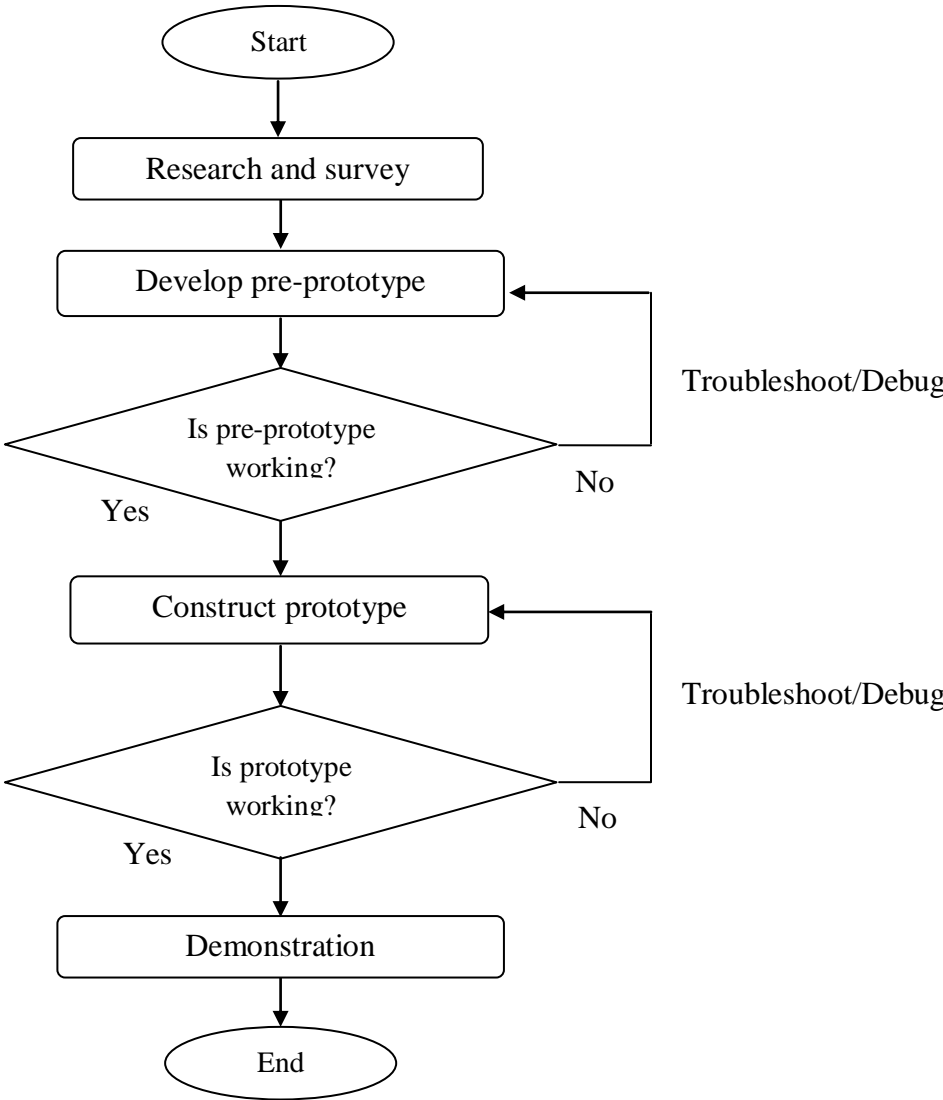 Start
Research and survey
Develop pre-prototype
Troubleshoot/Debug
Is pre-prototype
working?
No
Yes
Construct prototype
Troubleshoot/Debug
Is prototype
working?
No
Yes
Demonstration
End